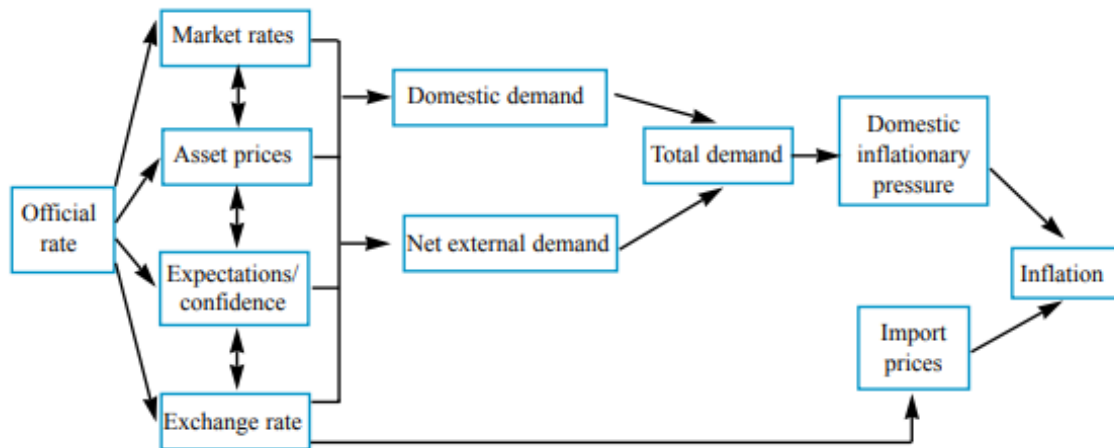 Market rates
Asset prices
Official
rate
Expectations/
confidence
Exchange rate
Domestic demand
Net external demand
Total demand
Domestic
inflationary
pressure
Import
prices
Inflation